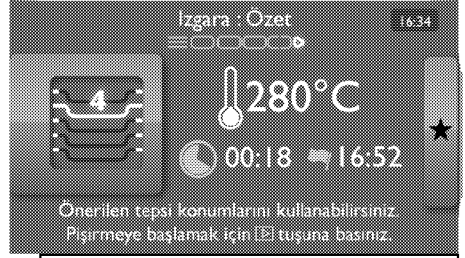 Izgara : Özet
16:34
4
280°C
00:18 16:52
Önerilen tepsi konumlarını kullanabilirsiniz.
Pişirmeye başlamak için tuşuna basınız.